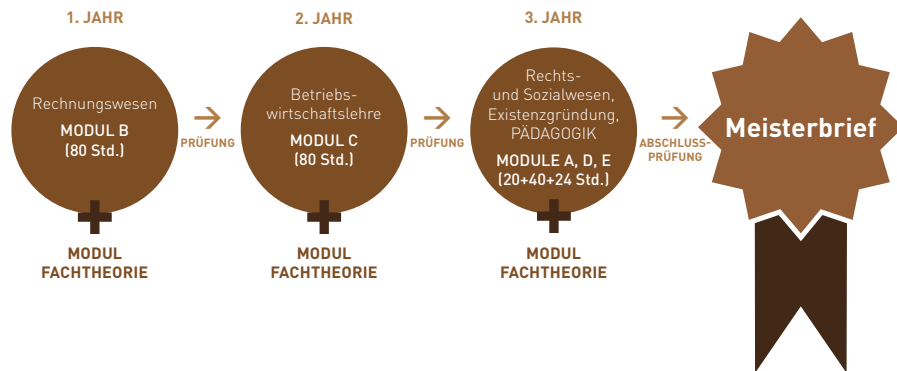 1. JAHR
Rechnungswesen
MODUL B
(80 Std.)
MODUL
FACHTHEORIE
PRÜFUNG
2. JAHR
Betriebs-
wirtschaftslehre
MODUL C
(80 Std.)
MODUL
FACHTHEORIE
PRÜFUNG
3. JAHR
Rechts-
und Sozialwesen,
Existenzgründung,
PÄDAGOGIK
MODULE A, D, E
(20+40+24 Std.)
MODUL
FACHTHEORIE
ABSCHLUSS-
PRÜFUNG
Meisterbrief